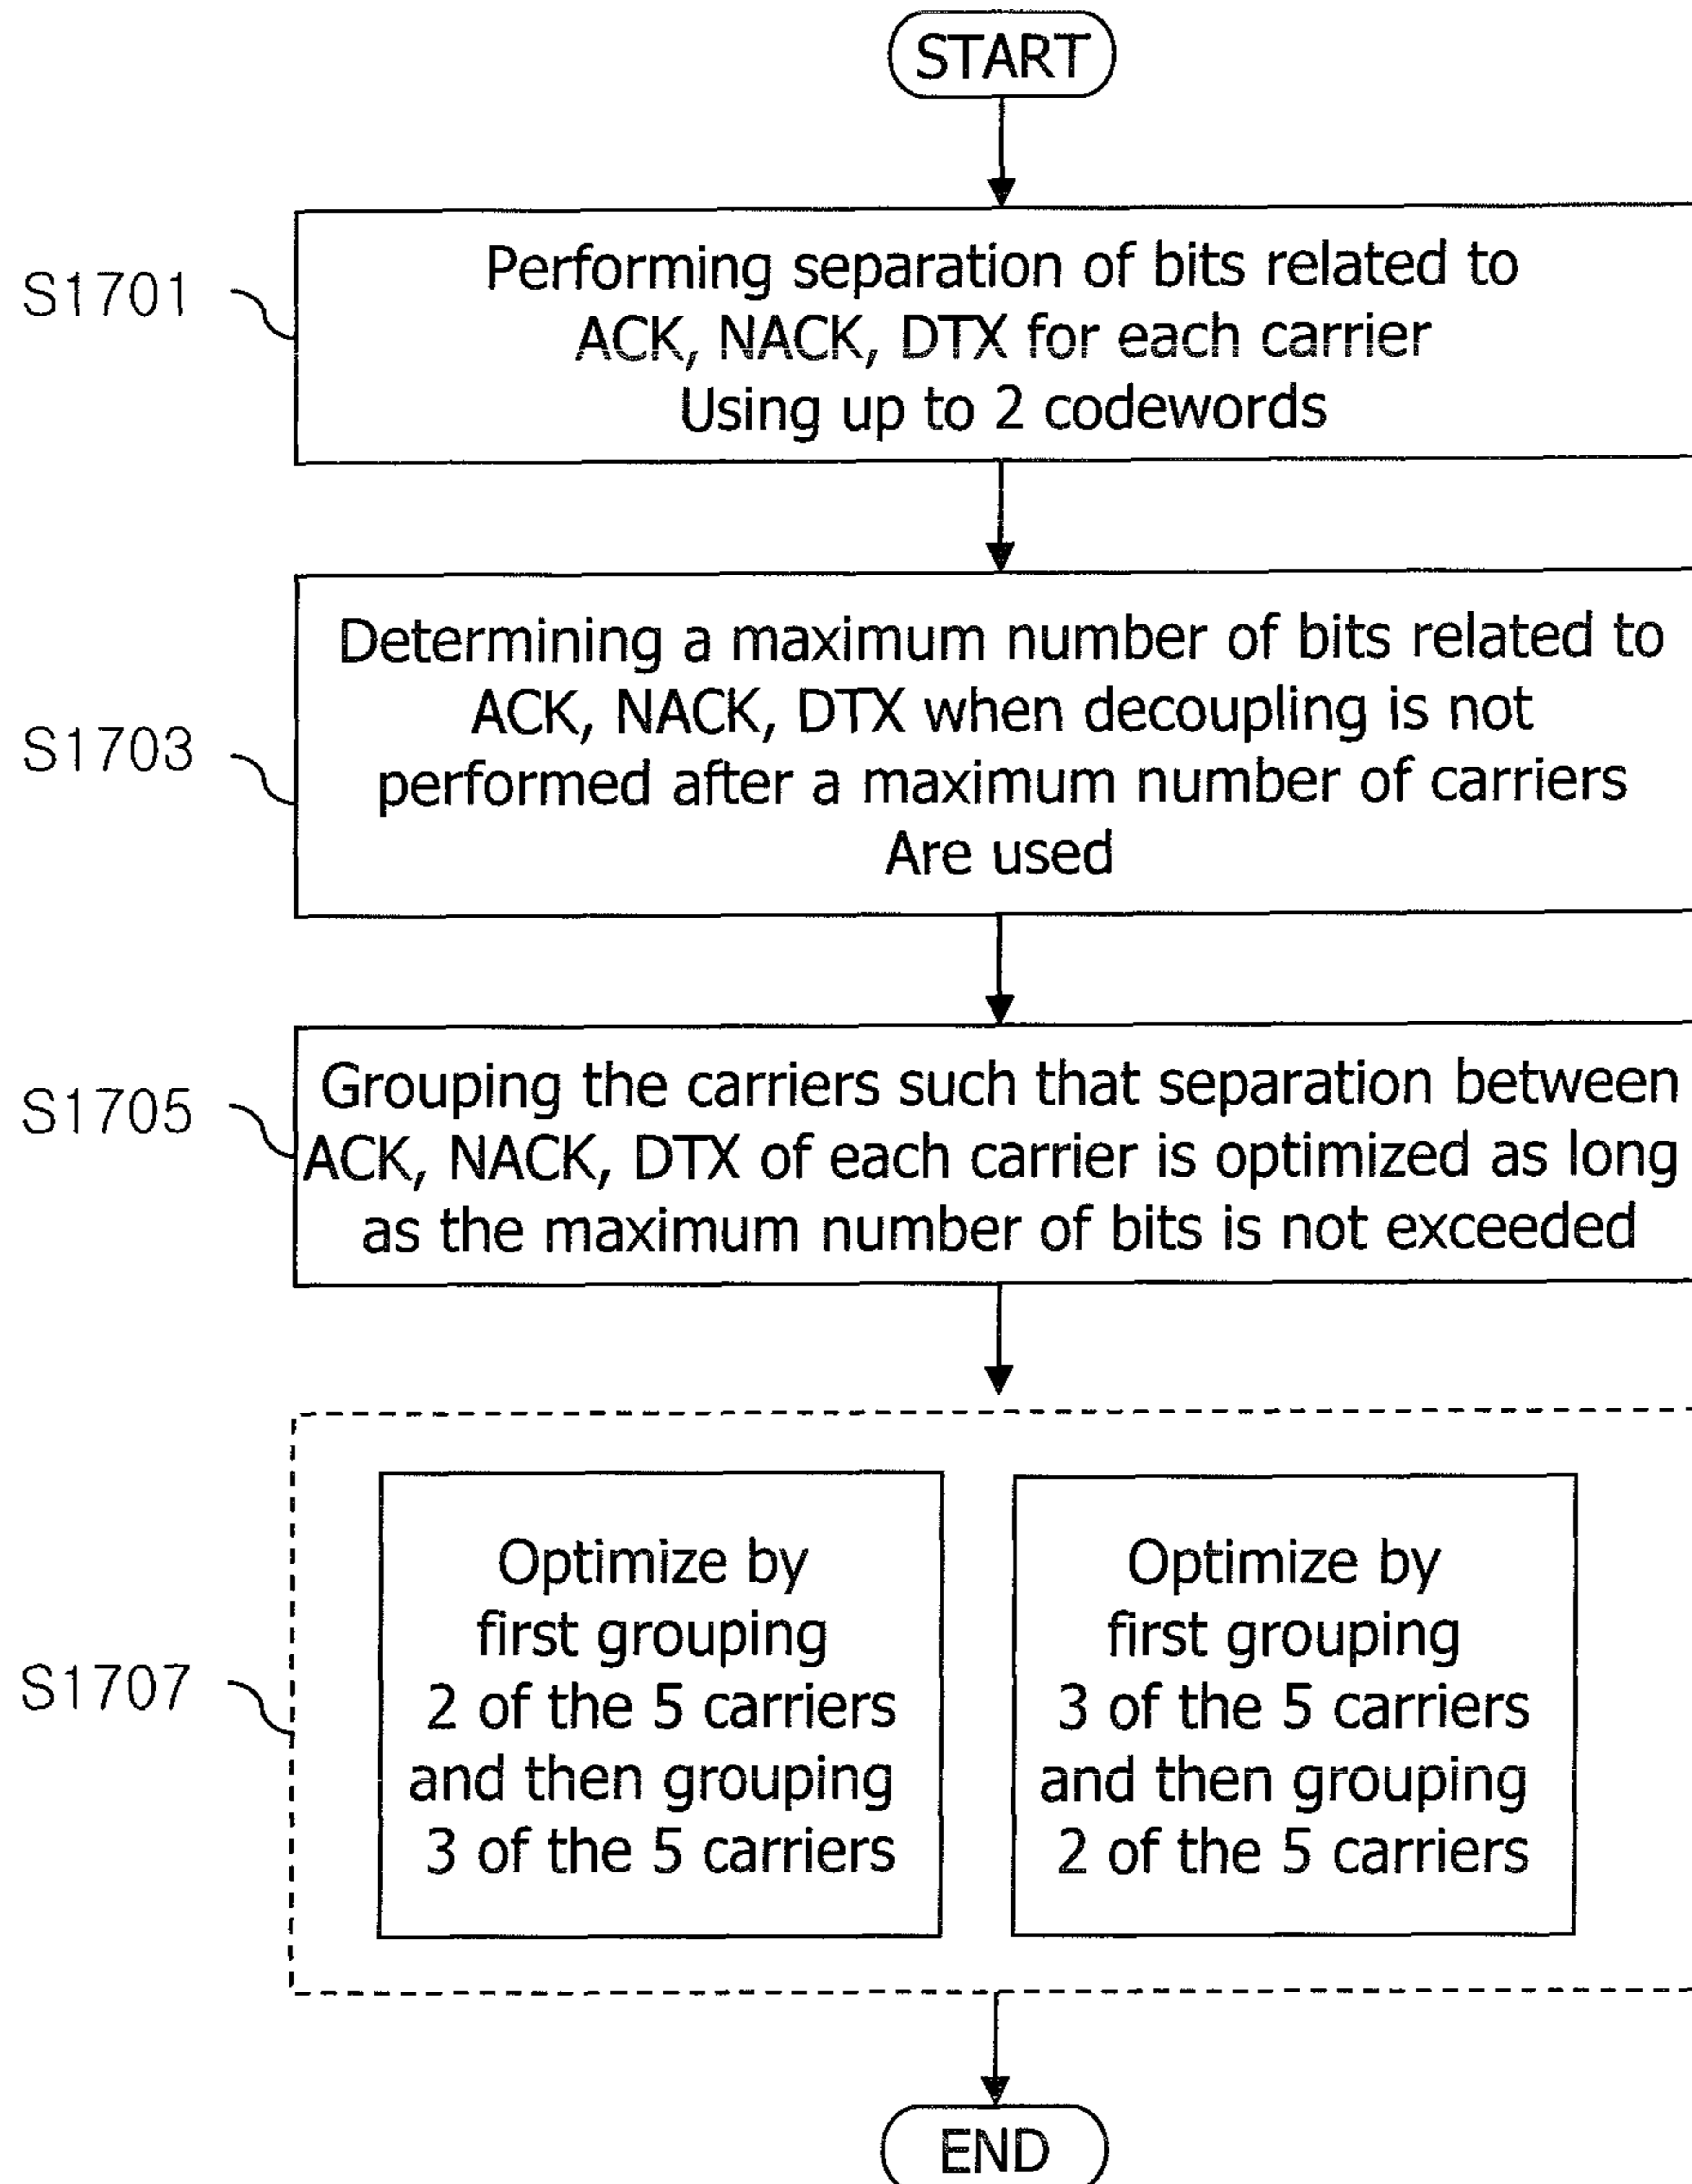 START
S1701
Performing separation of bits related to
ACK, NACK, DTX for each carrier
Using up to 2 codewords
S1703
Determining a maximum number of bits related to
ACK, NACK, DTX when decoupling is not
performed after a maximum number of carriers
Are used
S1705
Grouping the carriers such that separation between
ACK, NACK, DTX of each carrier is optimized as long
as the maximum number of bits is not exceeded
S1707
Optimize by
first grouping
2 of the 5 carriers
and then grouping
3 of the 5 carriers
Optimize by
first grouping
3 of the 5 carriers
and then grouping
2 of the 5 carriers
END